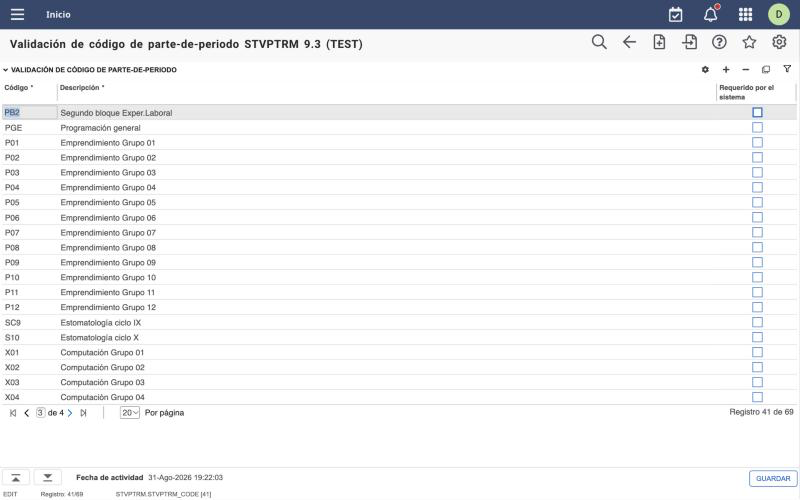 Inicio
D
Validación de código de parte-de-periodo STVPTRM 9.3 (TEST)
VALIDACIÓN DE CÓDIGO DE PARTE-DE-PERIODO
Código * Descripción * Requerido por el sistema
PB2 Segundo bloque Exper.Laboral
PGE Programación general
P01 Emprendimiento Grupo 01
P02 Emprendimiento Grupo 02
P03 Emprendimiento Grupo 03
P04 Emprendimiento Grupo 04
P05 Emprendimiento Grupo 05
P06 Emprendimiento Grupo 06
P07 Emprendimiento Grupo 07
P08 Emprendimiento Grupo 08
P09 Emprendimiento Grupo 09
P10 Emprendimiento Grupo 10
P11 Emprendimiento Grupo 11
P12 Emprendimiento Grupo 12
SC9 Estomatología ciclo IX
S10 Estomatología ciclo X
X01 Computación Grupo 01
X02 Computación Grupo 02
X03 Computación Grupo 03
X04 Computación Grupo 04
3 de 4 20 Por página Registro 41 de 69
Fecha de actividad 31-Ago-2026 19:22:03 GUARDAR
EDIT Registro: 41/69 STVPTRM.STVPTRM_CODE [41]